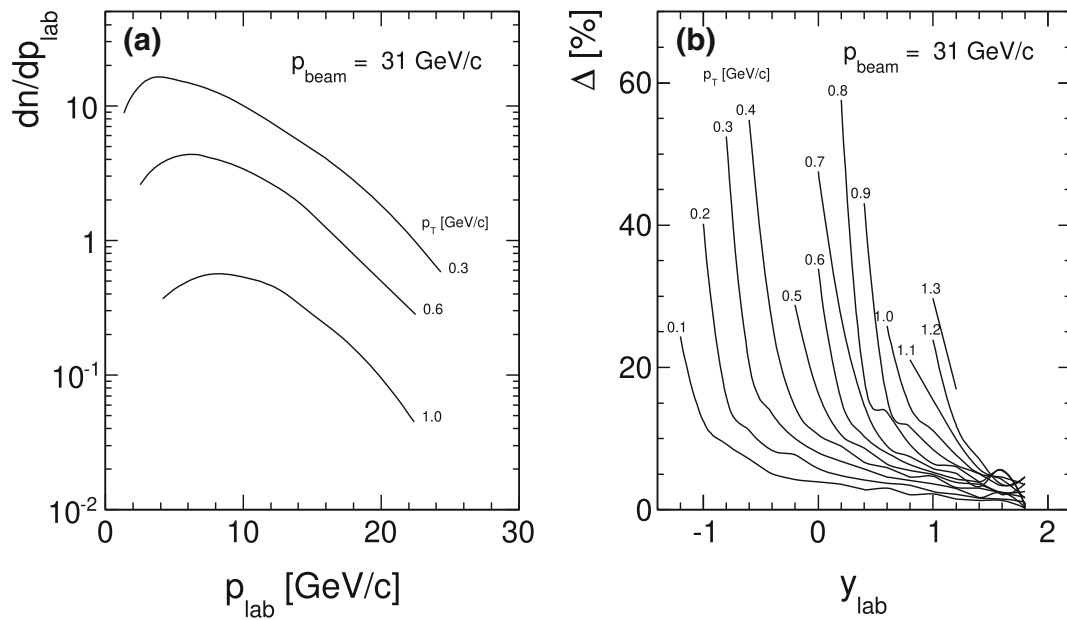 (a)
p_beam = 31 GeV/c
dn/dp_lab
10
1
10^-1
10^-2
p_T [GeV/c]
0.3
0.6
1.0
0 10 20 30
p_lab [GeV/c]
(b)
p_beam = 31 GeV/c
Δ [%]
60
40
20
0
p_T [GeV/c]
0.8
0.4
0.3
0.7
0.9
0.2
0.6
1.3
0.5
0.1
1.0
1.2
1.1
-1 0 1 2
y_lab